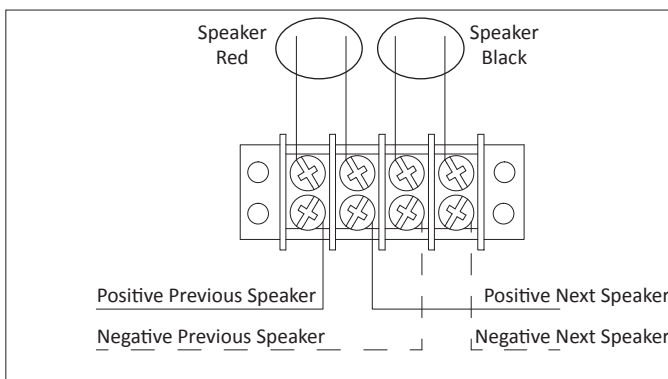 Speaker
Red
Speaker
Black
Positive Previous Speaker
Positive Next Speaker
Negative Previous Speaker
Negative Next Speaker